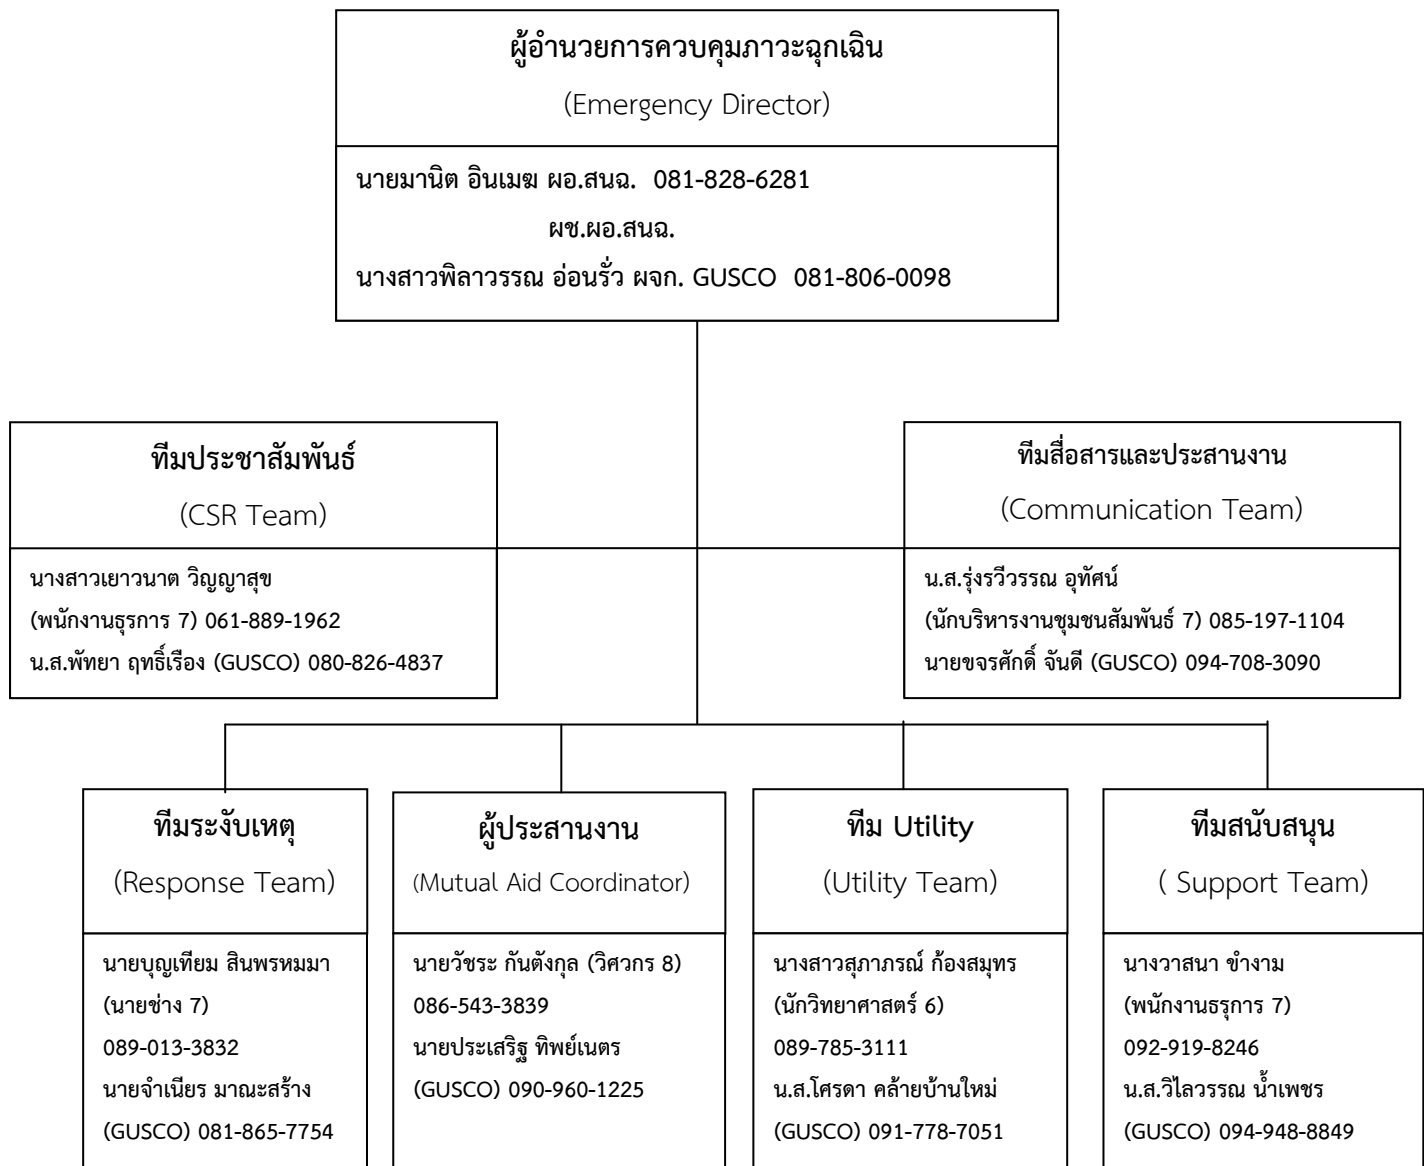 ผู้อำนวยการควบคุมภาวะฉุกเฉิน
(Emergency Director)
นายมานิต อินเมฆ ผอ.สนฉ.  081-828-6281
ผช.ผอ.สนฉ.
นางสาวพิลาวรรณ อ่อนรั่ว ผจก. GUSCO  081-806-0098
ทีมประชาสัมพันธ์
(CSR Team)
นางสาวเยาวนาต วิญญาสุข
(พนักงานธุรการ 7) 061-889-1962
น.ส.พัทยา ฤทธิ์เรือง (GUSCO) 080-826-4837
ทีมสื่อสารและประสานงาน
(Communication Team)
น.ส.รุ่งรวีวรรณ อุทัศน์
(นักบริหารงานชุมชนสัมพันธ์ 7) 085-197-1104
นายขจรศักดิ์ จันดี (GUSCO) 094-708-3090
ทีมระงับเหตุ
(Response Team)
นายบุญเทียม สินพรหมมา
(นายช่าง 7)
089-013-3832
นายจำเนียร มาณะสร้าง
(GUSCO) 081-865-7754
ผู้ประสานงาน
(Mutual Aid Coordinator)
นายวัชระ กันตังกุล (วิศวกร 8)
086-543-3839
นายประเสริฐ ทิพย์เนตร
(GUSCO) 090-960-1225
ทีม Utility
(Utility Team)
นางสาวสุภาภรณ์ ก้องสมุทร
(นักวิทยาศาสตร์ 6)
089-785-3111
น.ส.โศรดา คล้ายบ้านใหม่
(GUSCO) 091-778-7051
ทีมสนับสนุน
( Support Team)
นางวาสนา ขำงาม
(พนักงานธรุการ 7)
092-919-8246
น.ส.วิไลวรรณ น้ำเพชร
(GUSCO) 094-948-8849